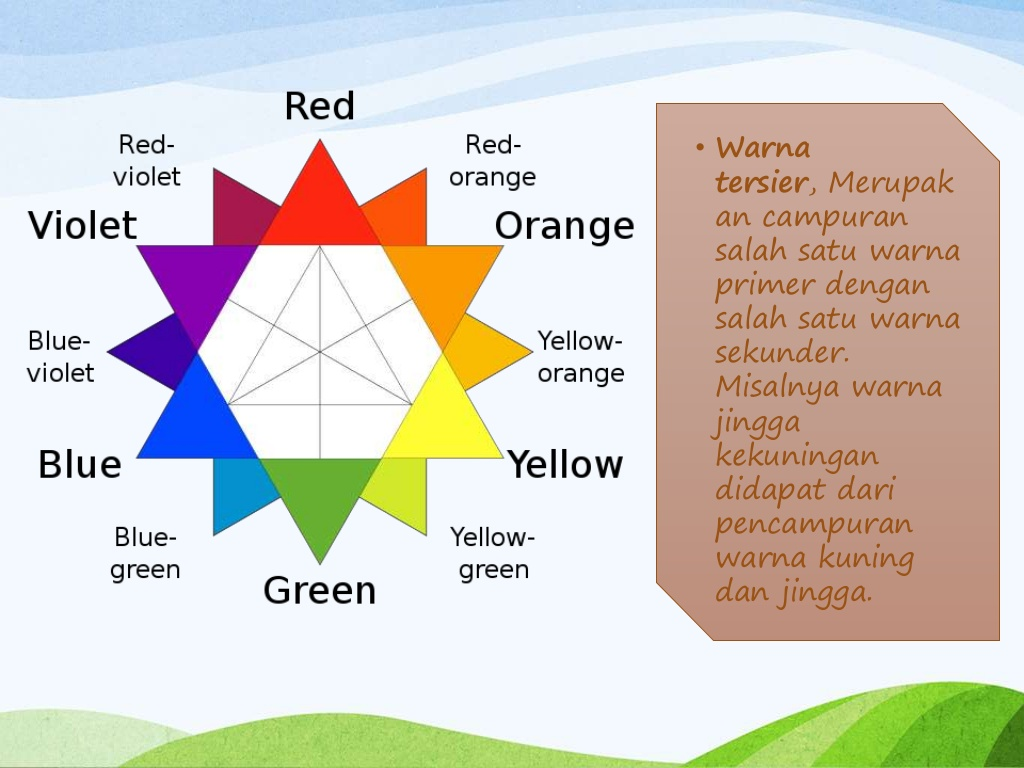 Red
Red-
violet
Red-
orange
Violet
Orange
Blue-
violet
Yellow-
orange
Blue
Yellow
Blue-
green
Yellow-
green
Green
• Warna
tersier, Merupak
an campuran
salah satu warna
primer dengan
salah satu warna
sekunder.
Misalnya warna
jingga
kekuningan
didapat dari
pencampuran
warna kuning
dan jingga.